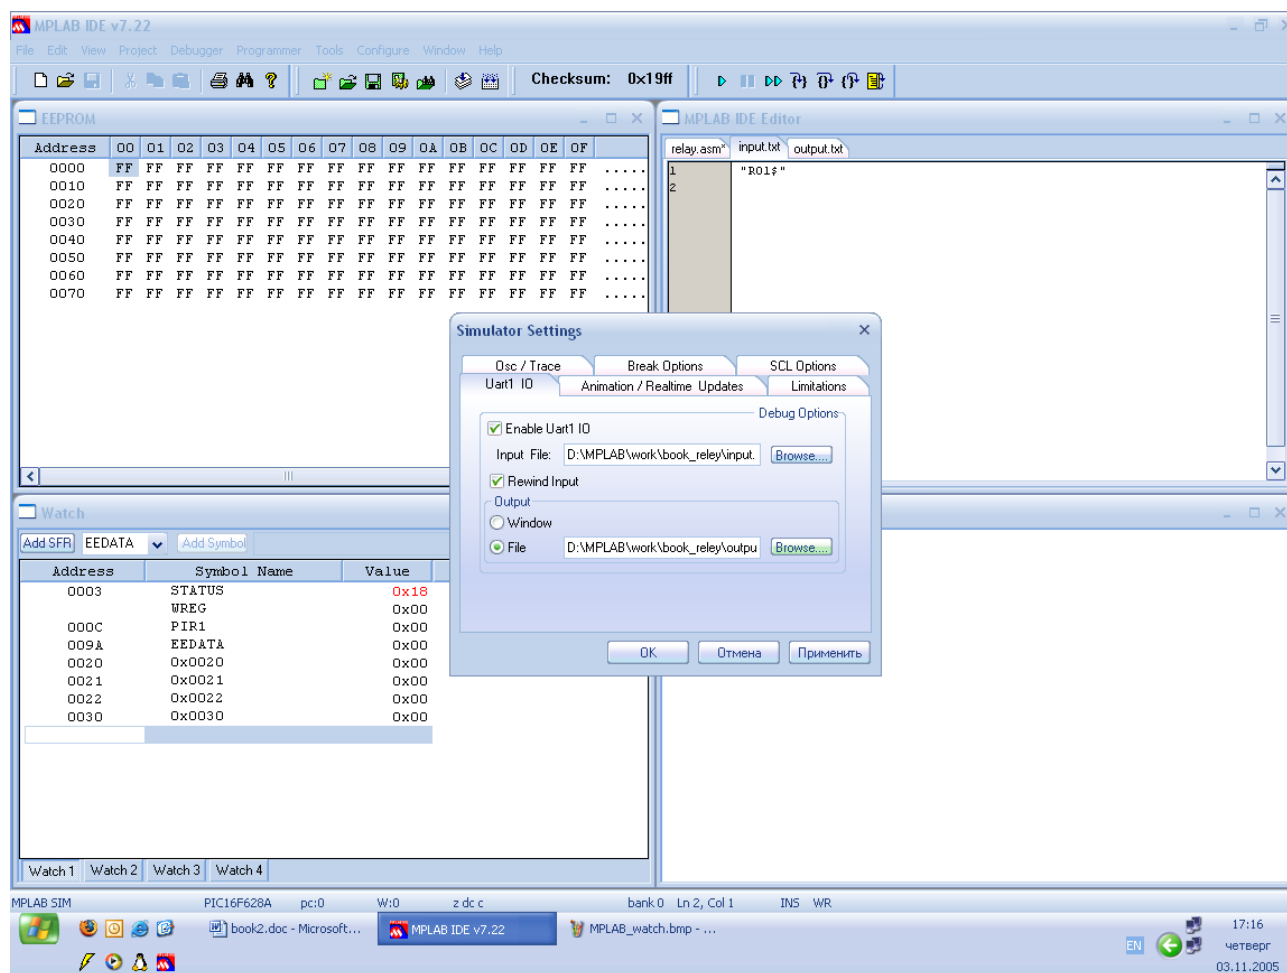 MPLAB IDE v7.22
File Edit View Project Debugger Programmer Tools Configure Window Help
Checksum: 0x19ff
EEPROM
Address 00 01 02 03 04 05 06 07 08 09 0A 0B 0C 0D 0E 0F
0000 FF FF FF FF FF FF FF FF FF FF FF FF FF FF FF FF .....
0010 FF FF FF FF FF FF FF FF FF FF FF FF FF FF FF FF .....
0020 FF FF FF FF FF FF FF FF FF FF FF FF FF FF FF FF .....
0030 FF FF FF FF FF FF FF FF FF FF FF FF FF FF FF FF .....
0040 FF FF FF FF FF FF FF FF FF FF FF FF FF FF FF FF .....
0050 FF FF FF FF FF FF FF FF FF FF FF FF FF FF FF FF .....
0060 FF FF FF FF FF FF FF FF FF FF FF FF FF FF FF FF .....
0070 FF FF FF FF FF FF FF FF FF FF FF FF FF FF FF FF .....
MPLAB IDE Editor
relay.asm* input.txt output.txt
1 "R01$"
2
Simulator Settings
Osc / Trace Break Options SCL Options
Uart1 IO Animation / Realtime Updates Limitations
Debug Options
Enable Uart1 IO
Input File: D:\MPLAB\work\book_reley\input. Browse....
Rewind Input
Output
Window
File D:\MPLAB\work\book_reley\outpu Browse....
OK Отмена Применить
Watch
Add SFR EEDATA Add Symbol
Address Symbol Name Value
0003 STATUS 0x18
WREG 0x00
000C PIR1 0x00
009A EEDATA 0x00
0020 0x0020 0x00
0021 0x0021 0x00
0022 0x0022 0x00
0030 0x0030 0x00
Watch 1 Watch 2 Watch 3 Watch 4
MPLAB SIM PIC16F628A pc:0 W:0 z dc c bank 0 Ln 2, Col 1 INS WR
book2.doc - Microsoft... MPLAB IDE v7.22 MPLAB_watch.bmp - ...
EN
17:16
четверг
03.11.2005